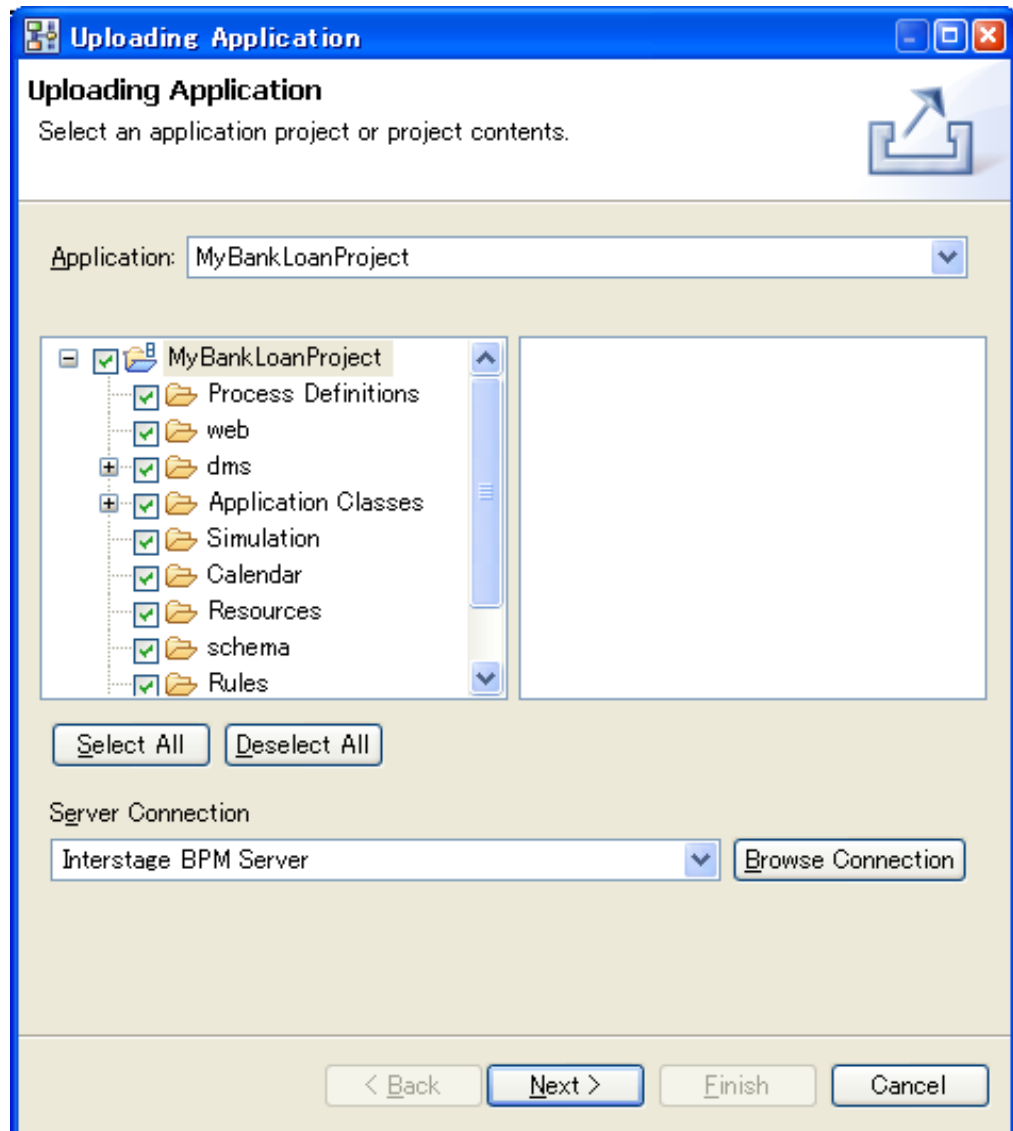 Uploading Application
Uploading Application
Select an application project or project contents.
Application: MyBankLoanProject
MyBankLoanProject
Process Definitions
web
dms
Application Classes
Simulation
Calendar
Resources
schema
Rules
Select All Deselect All
Server Connection
Interstage BPM Server Browse Connection
< Back Next > Finish Cancel